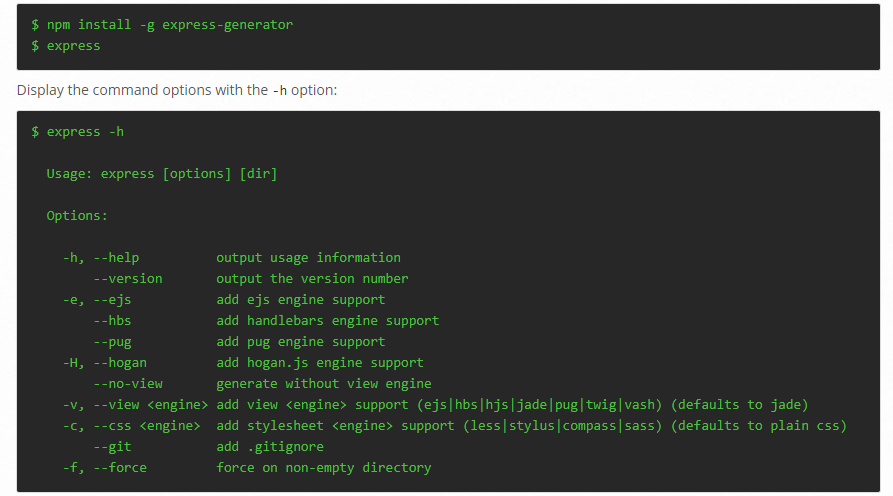 $ npm install -g express-generator
$ express
Display the command options with the -h option:
$ express -h
Usage: express [options] [dir]
Options:
-h, --help output usage information
--version output the version number
-e, --ejs add ejs engine support
--hbs add handlebars engine support
--pug add pug engine support
-H, --hogan add hogan.js engine support
--no-view generate without view engine
-v, --view <engine> add view <engine> support (ejs|hbs|hjs|jade|pug|twig|vash) (defaults to jade)
-c, --css <engine> add stylesheet <engine> support (less|stylus|compass|sass) (defaults to plain css)
--git add .gitignore
-f, --force force on non-empty directory